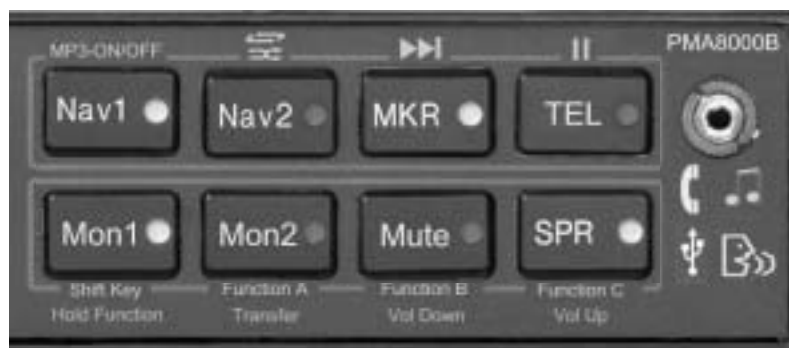 MP3-ON/OFF
PMA8000B
Nav1 Nav2 MKR TEL
Mon1 Mon2 Mute SPR
Shift Key Function A Function B Function C
Hold Function Transfer Vol Down Vol Up